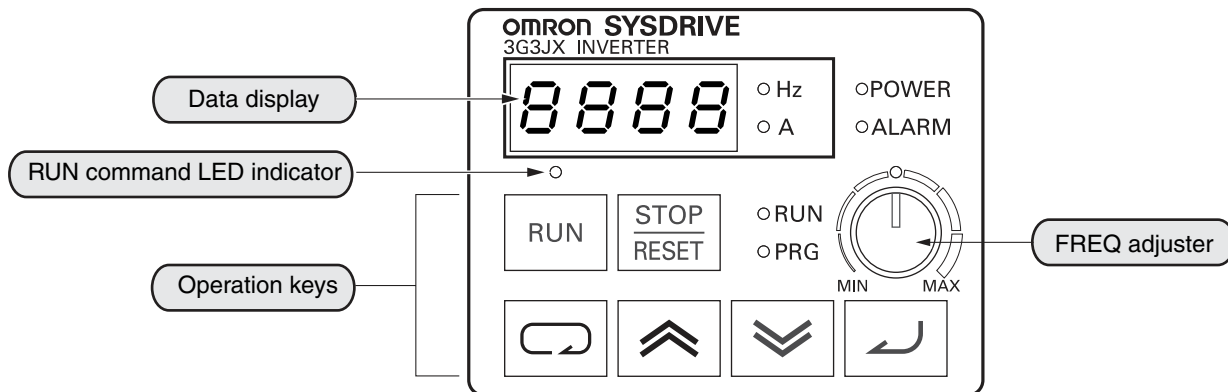 OMRON SYSDRIVE
3G3JX INVERTER
Data display
8888
Hz
POWER
A
ALARM
RUN command LED indicator
RUN
STOP
RESET
RUN
PRG
FREQ adjuster
MIN
MAX
Operation keys